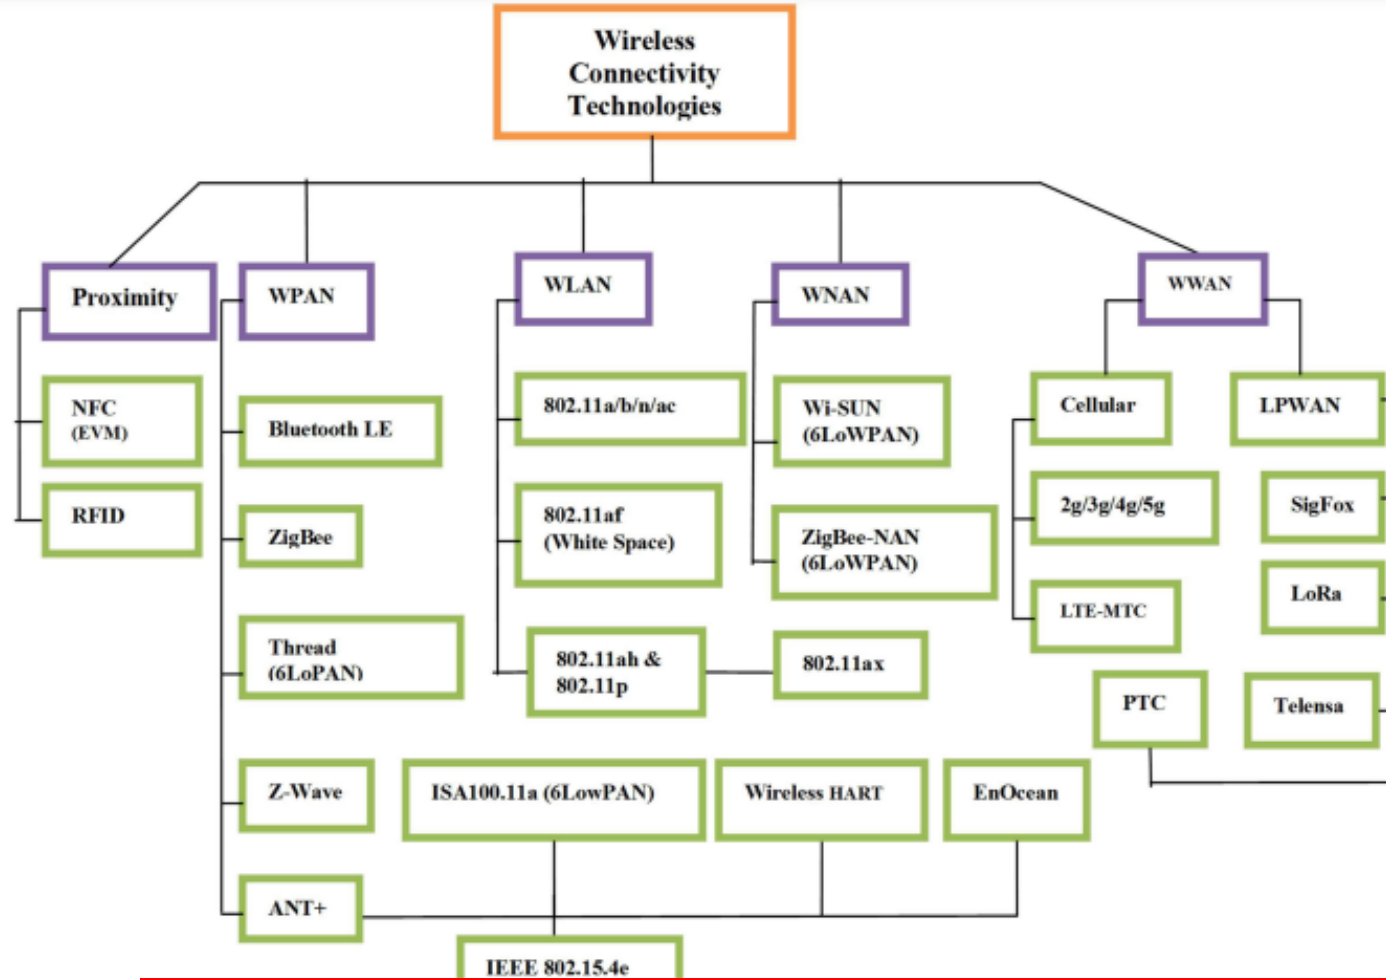 Wireless
Connectivity
Technologies
Proximity
WPAN
WLAN
WNAN
WWAN
NFC
(EVM)
RFID
Bluetooth LE
ZigBee
Thread
(6LoPAN)
Z-Wave
ANT+
802.11a/b/n/ac
802.11af
(White Space)
802.11ah &
802.11p
802.11ax
Wi-SUN
(6LoWPAN)
ZigBee-NAN
(6LoWPAN)
Cellular
2g/3g/4g/5g
LTE-MTC
LPWAN
SigFox
LoRa
Telensa
PTC
ISA100.11a (6LowPAN)
Wireless HART
EnOcean
IEEE 802.15.4e